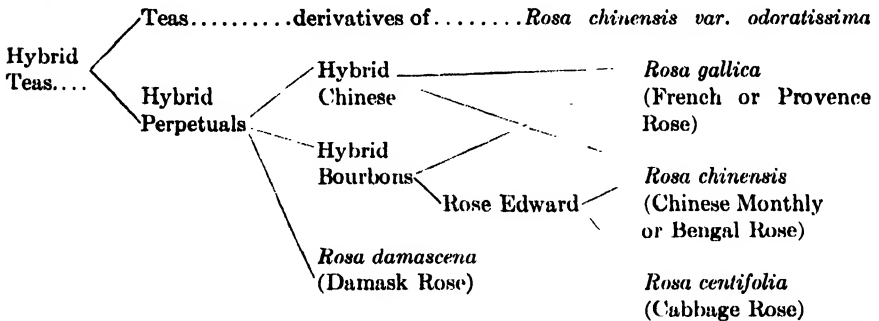 Teas..........derivatives of........Rosa chinensis var. odoratissima
Hybrid
Teas....
Hybrid
Perpetuals
Hybrid
Chinese
Rosa gallica
(French or Provence
Rose)
Hybrid
Bourbons
Rose Edward
Rosa chinensis
(Chinese Monthly
or Bengal Rose)
Rosa damascena
(Damask Rose)
Rosa centifolia
(Cabbage Rose)